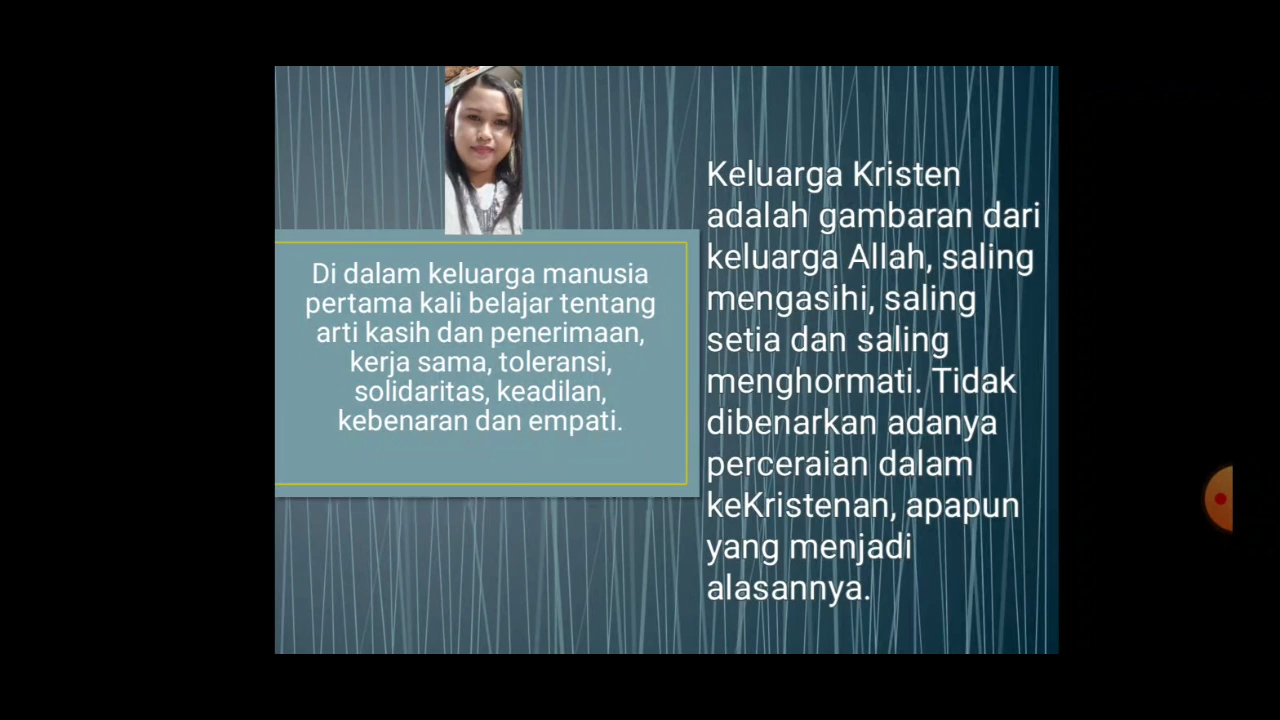 Di dalam keluarga manusia
pertama kali belajar tentang
arti kasih dan penerimaan,
kerja sama, toleransi,
solidaritas, keadilan,
kebenaran dan empati.
Keluarga Kristen
adalah gambaran dari
keluarga Allah, saling
mengasihi, saling
setia dan saling
menghormati. Tidak
dibenarkan adanya
perceraian dalam
keKristenan, apapun
yang menjadi
alasannya.